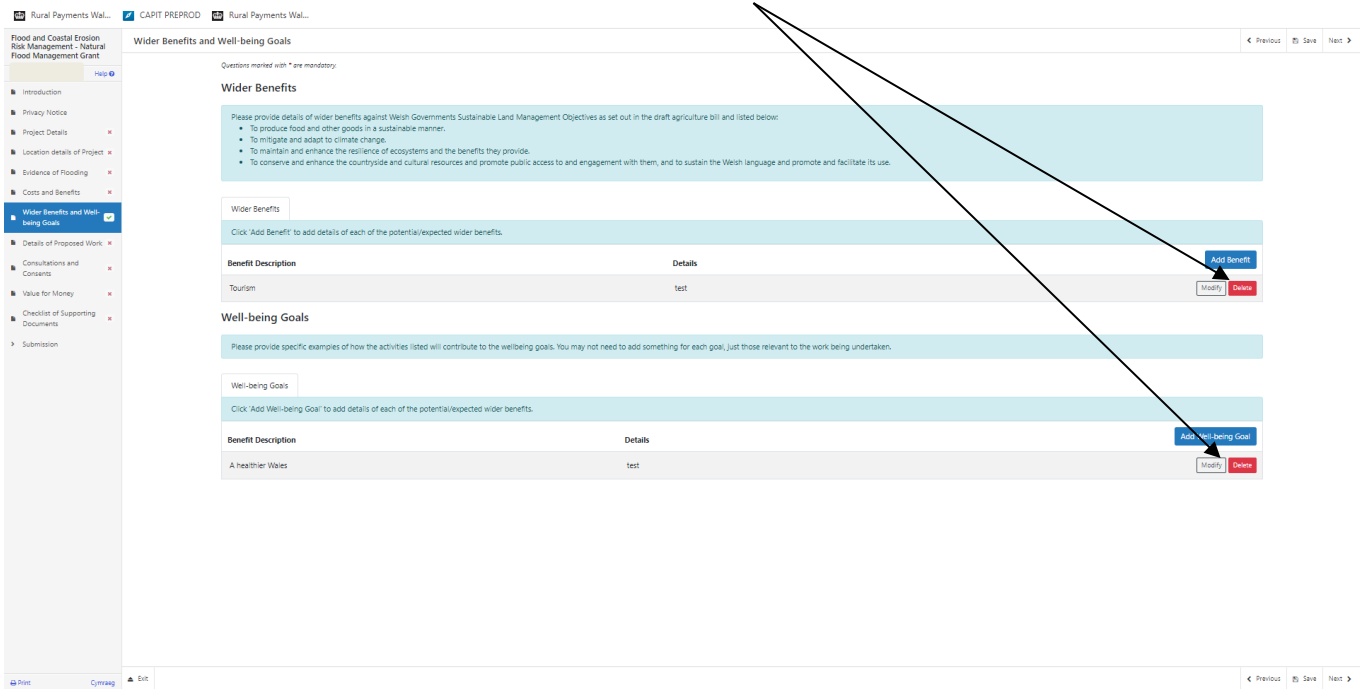 Rural Payments Wal... CAPIT PREPROD Rural Payments Wal...
Flood and Coastal Erosion
Risk Management - Natural
Flood Management Grant
Help
Introduction
Privacy Notice
Project Details
Location details of Project
Evidence of Flooding
Costs and Benefits
Wider Benefits and Well-
being Goals
Details of Proposed Work
Consultations and
Consents
Value for Money
Checklist of Supporting
Documents
Submission
Print Cymraeg
Wider Benefits and Well-being Goals
Previous Save Next
Questions marked with * are mandatory.
Wider Benefits
Please provide details of wider benefits against Welsh Governments Sustainable Land Management Objectives as set out in the draft agriculture bill and listed below:
• To produce food and other goods in a sustainable manner.
• To mitigate and adapt to climate change.
• To maintain and enhance the resilience of ecosystems and the benefits they provide.
• To conserve and enhance the countryside and cultural resources and promote public access to and engagement with them, and to sustain the Welsh language and promote and facilitate its use.
Wider Benefits
Click 'Add Benefit' to add details of each of the potential/expected wider benefits.
Benefit Description Details Add Benefit
Tourism test Modify Delete
Well-being Goals
Please provide specific examples of how the activities listed will contribute to the wellbeing goals. You may not need to add something for each goal, just those relevant to the work being undertaken.
Well-being Goals
Click 'Add Well-being Goal' to add details of each of the potential/expected wider benefits.
Benefit Description Details Add Well-being Goal
A healthier Wales test Modify Delete
Exit Previous Save Next